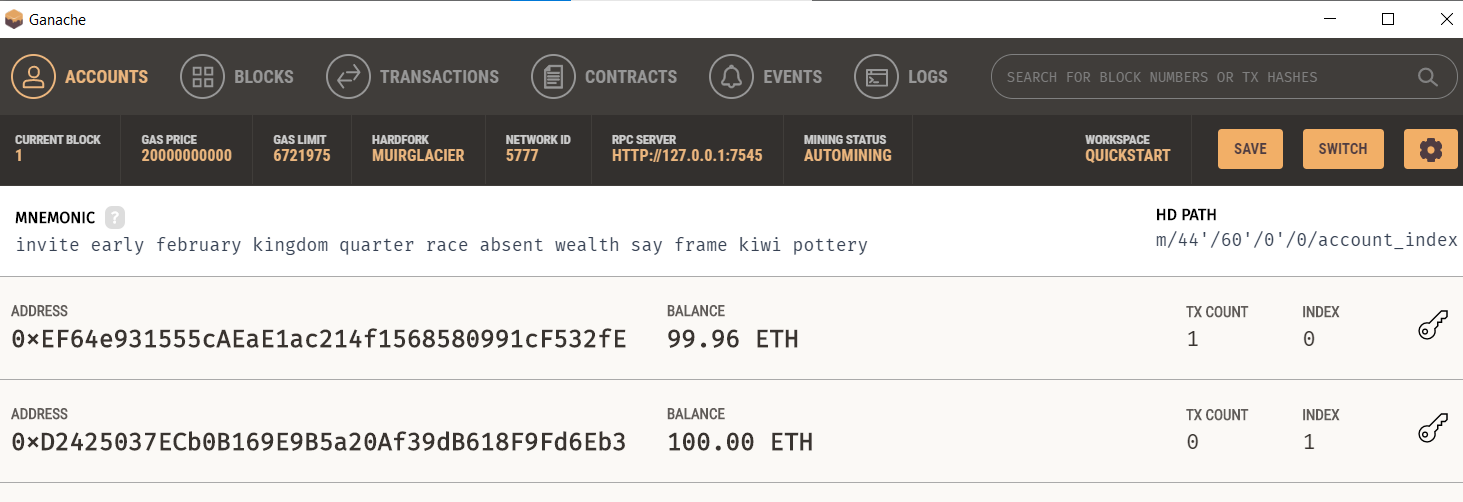 Ganache
ACCOUNTS BLOCKS TRANSACTIONS CONTRACTS EVENTS LOGS SEARCH FOR BLOCK NUMBERS OR TX HASHES
CURRENT BLOCK GAS PRICE GAS LIMIT HARDFORK NETWORK ID RPC SERVER MINING STATUS WORKSPACE
1 20000000000 6721975 MUIRGLACIER 5777 HTTP://127.0.0.1:7545 AUTOMINING QUICKSTART SAVE SWITCH
MNEMONIC ? HD PATH
invite early february kingdom quarter race absent wealth say frame kiwi pottery m/44'/60'/0'/0/account_index
ADDRESS BALANCE TX COUNT INDEX
0×EF64e931555cAEaE1ac214f1568580991cF532fE 99.96 ETH 1 0
ADDRESS BALANCE TX COUNT INDEX
0×D2425037ECb0B169E9B5a20Af39dB618F9Fd6Eb3 100.00 ETH 0 1